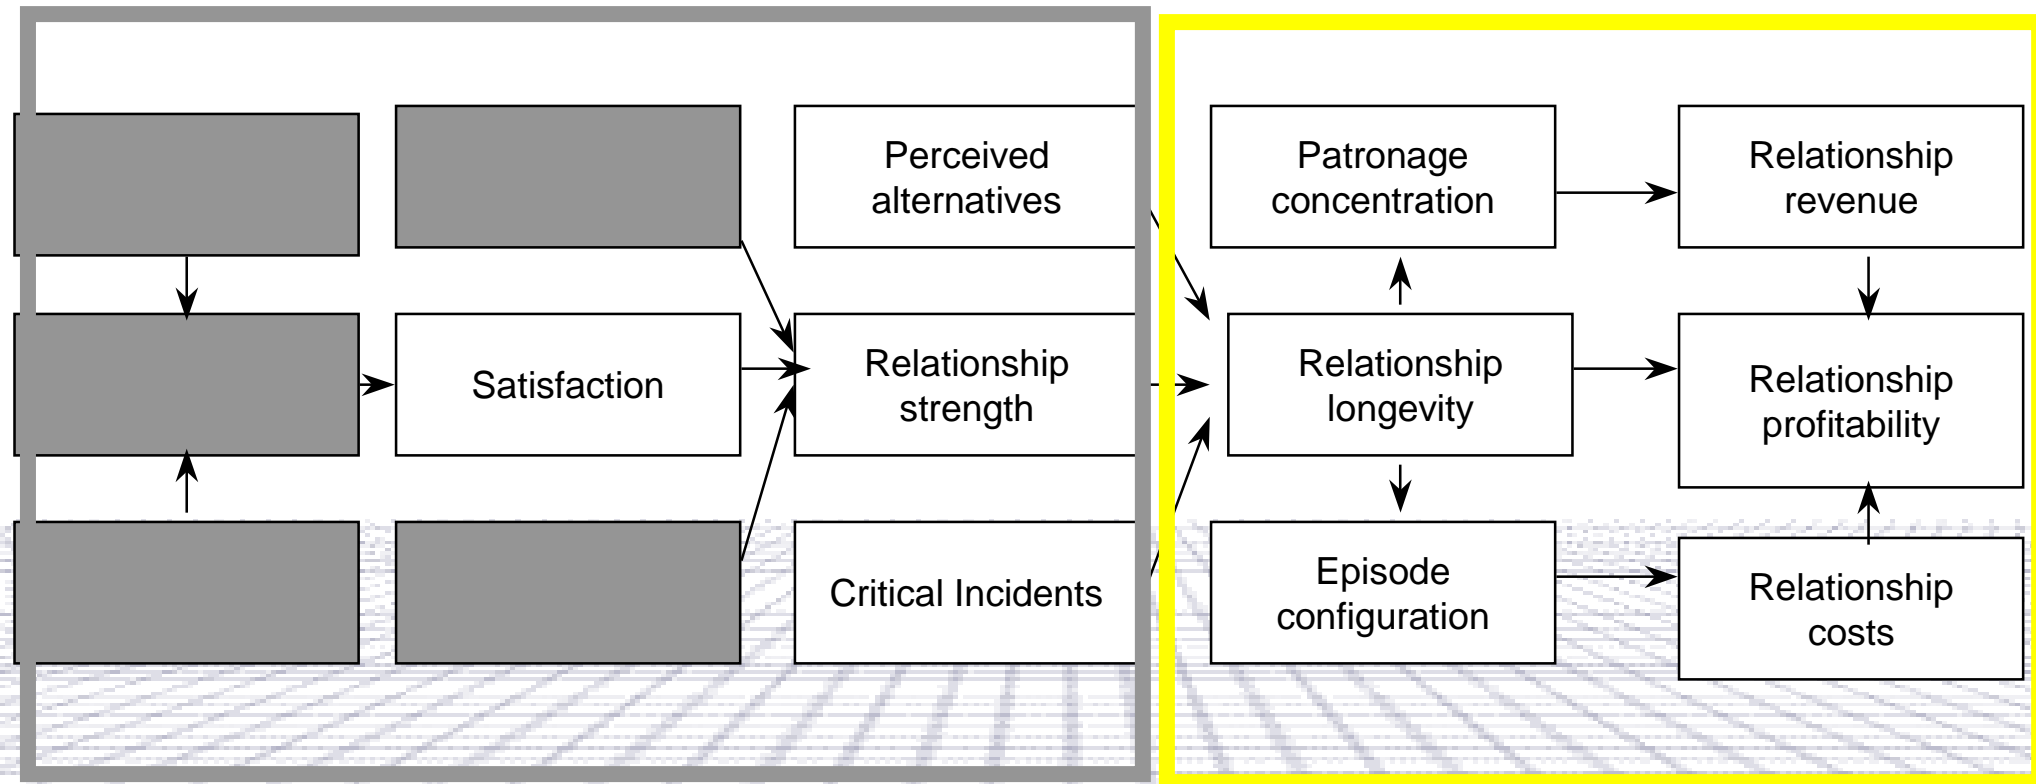 Perceived
alternatives
Patronage
concentration
Relationship
revenue
Satisfaction
Relationship
strength
Relationship
longevity
Relationship
profitability
Critical Incidents
Episode
configuration
Relationship
costs